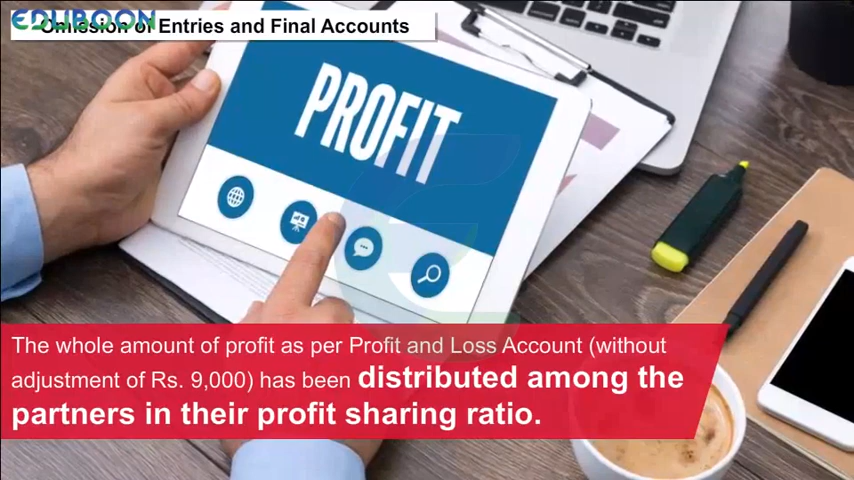 EDUBOON
Omission of Entries and Final Accounts
PROFIT
The whole amount of profit as per Profit and Loss Account (without
adjustment of Rs. 9,000) has been distributed among the
partners in their profit sharing ratio.